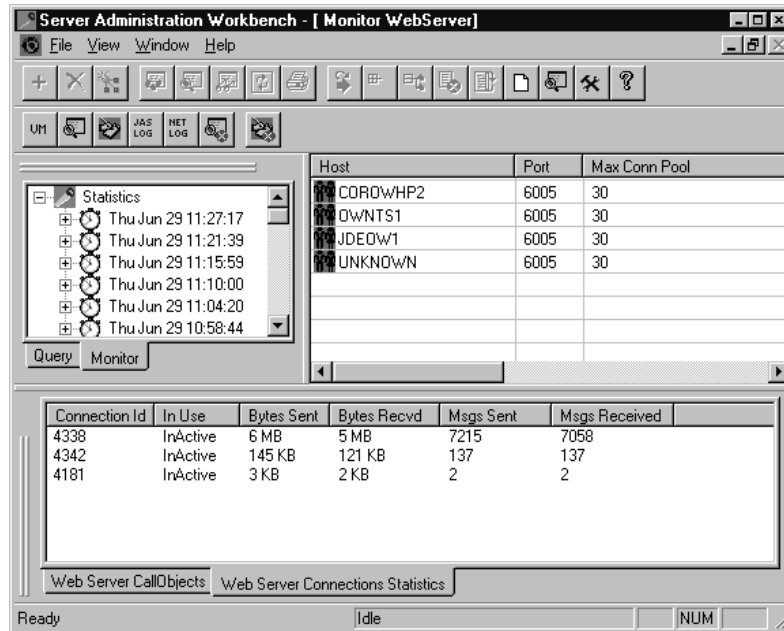 Server Administration Workbench - [ Monitor WebServer]
File View Window Help
VM JAS LOG NET LOG
Host Port Max Conn Pool
COROWHP2 6005 30
OWNTS1 6005 30
JDEOW1 6005 30
UNKNOWN 6005 30
Statistics
Thu Jun 29 11:27:17
Thu Jun 29 11:21:39
Thu Jun 29 11:15:59
Thu Jun 29 11:10:00
Thu Jun 29 11:04:20
Thu Jun 29 10:58:44
Query Monitor
Connection Id In Use Bytes Sent Bytes Recvd Msgs Sent Msgs Received
4338 InActive 6 MB 5 MB 7215 7058
4342 InActive 145 KB 121 KB 137 137
4181 InActive 3 KB 2 KB 2 2
Web Server CallObjects Web Server Connections Statistics
Ready Idle NUM